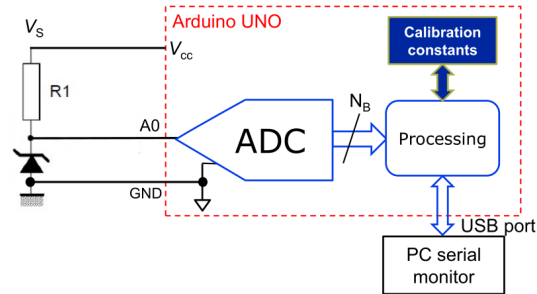 Arduino UNO
VS
Vcc
Calibration
constants
R1
A0
NB
ADC
Processing
GND
USB port
PC serial
monitor